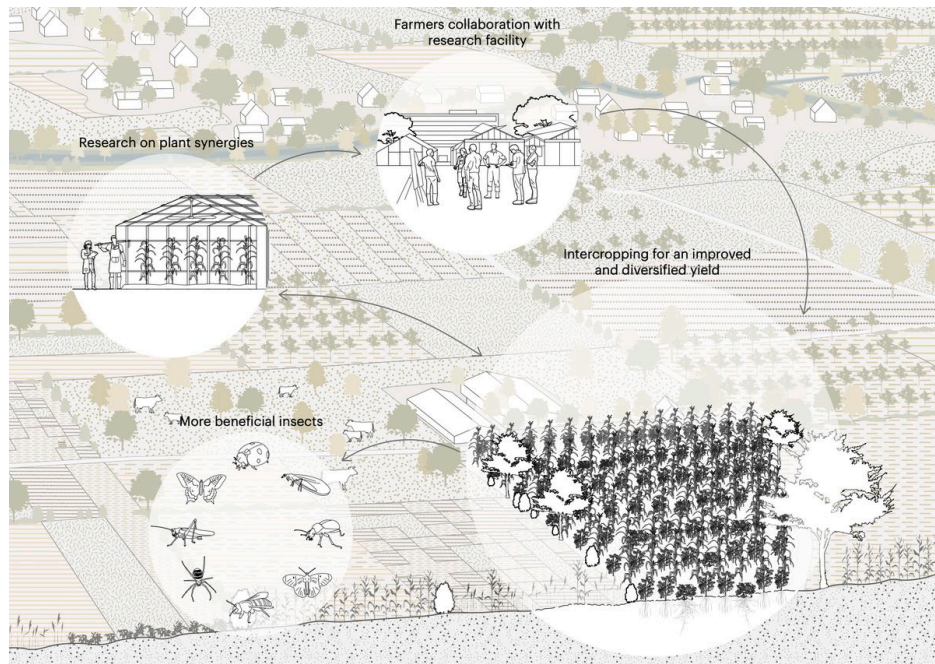 Farmers collaboration with
research facility
Research on plant synergies
Intercropping for an improved
and diversified yield
More beneficial insects